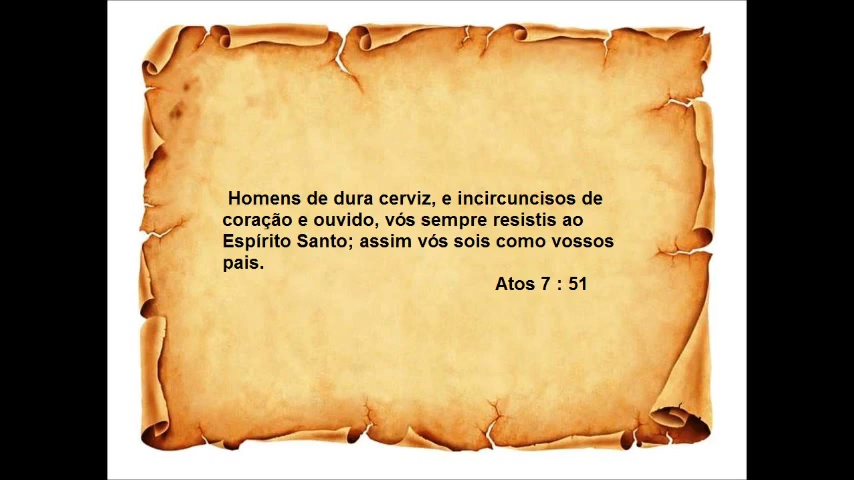 Homens de dura cerviz, e incircuncisos de
coração e ouvido, vós sempre resistis ao
Espírito Santo; assim vós sois como vossos
pais.
Atos 7 : 51